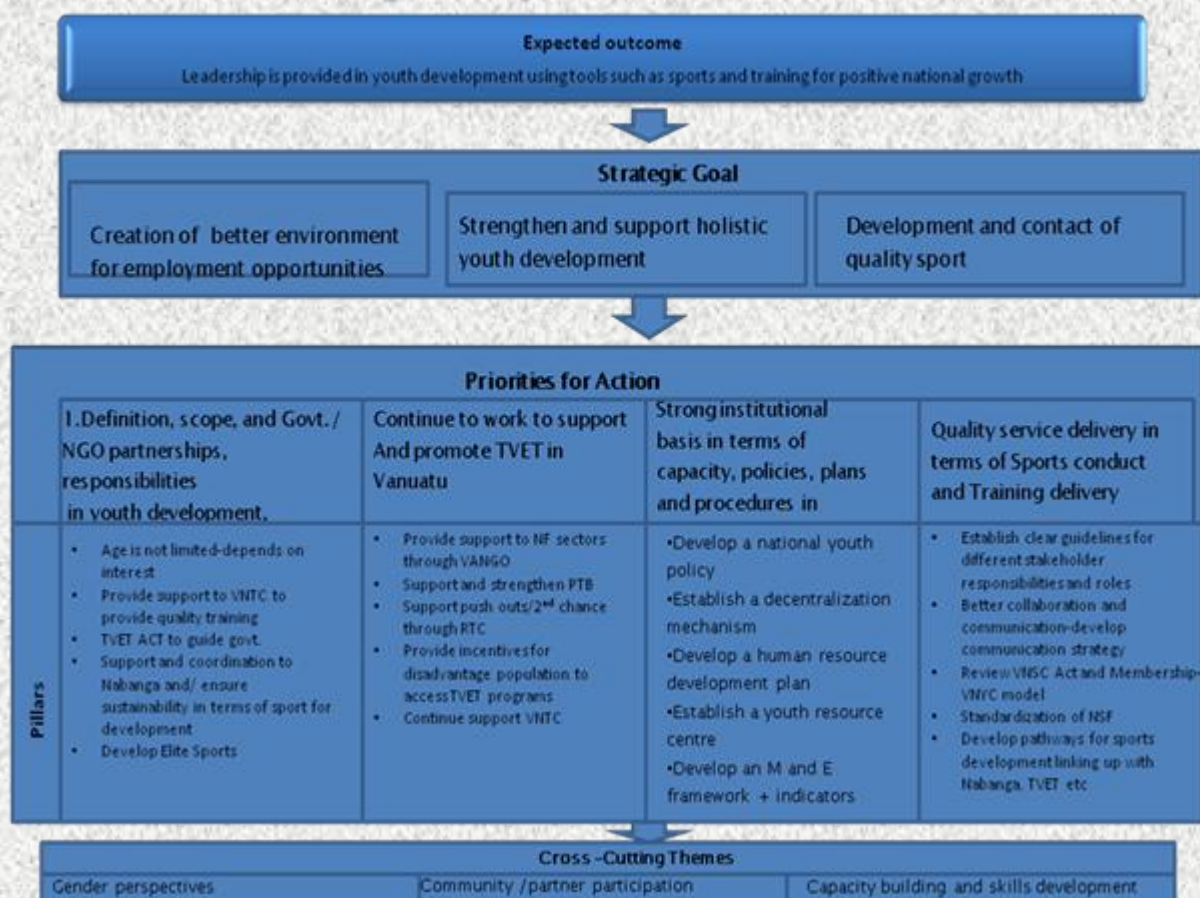 Expected outcome
Leadership is provided in youth development using tools such as sports and training for positive national growth
Strategic Goal
Creation of better environment
for employment opportunities
Strengthen and support holistic
youth development
Development and contact of
quality sport
Priorities for Action
1.Definition, scope, and Govt. /
NGO partnerships,
responsibilities
in youth development.
Continue to work to support
And promote TVET in
Vanuatu
Strong institutional
basis in terms of
capacity, policies, plans
and procedures in
Quality service delivery in
terms of Sports conduct
and Training delivery
Pillars
• Age is not limited-depends on
interest
• Provide support to VNTC to
provide quality training
• TVET ACT to guide govt.
• Support and coordination to
Nabanga and/ ensure
sustainability in terms of sport for
development
• Develop Elite Sports
• Provide support to NF sectors
through VANGO
• Support and strengthen PTB
• Support push outs/2nd chance
through RTC
• Provide incentives for
disadvantage population to
access TVET programs
• Continue support VNTC
•Develop a national youth
policy
•Establish a decentralization
mechanism
•Develop a human resource
development plan
•Establish a youth resource
centre
•Develop an M and E
framework + indicators
• Establish clear guidelines for
different stakeholder
responsibilities and roles
• Better collaboration and
communication-develop
communication strategy
• Review VNSC Act and Membership-
VNYC model
• Standardization of NSF
• Develop pathways for sports
development linking up with
Nabanga, TVET etc
Cross -Cutting Themes
Gender perspectives
Community /partner participation
Capacity building and skills development